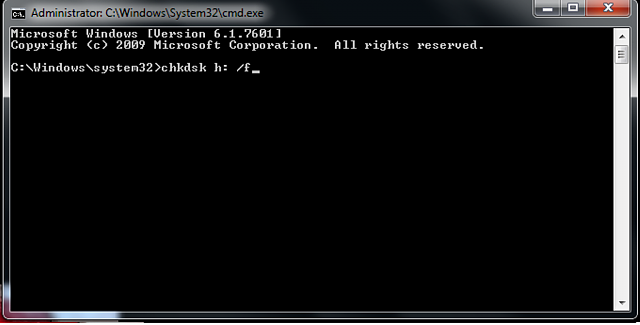 Administrator: C:\Windows\System32\cmd.exe
Microsoft Windows [Version 6.1.7601]
Copyright (c) 2009 Microsoft Corporation.  All rights reserved.
C:\Windows\system32>chkdsk h: /f_